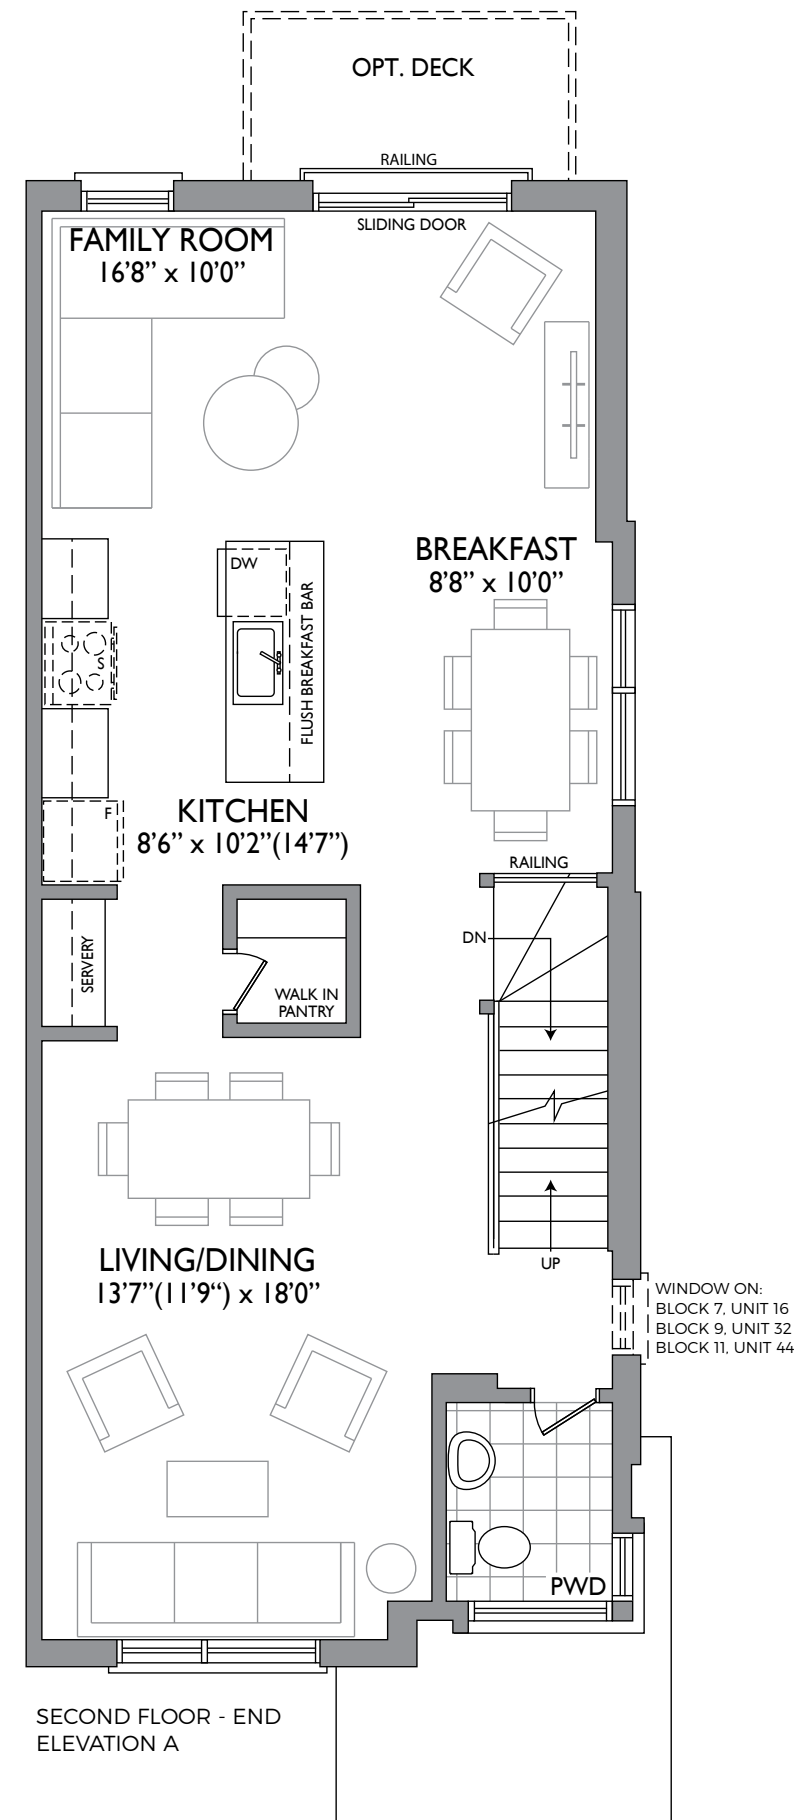 OPT. DECK
RAILING
SLIDING DOOR
FAMILY ROOM
16'8” x 10'0”
BREAKFAST
8'8” x 10'0”
DW
FLUSH BREAKFAST BAR
S
F
KITCHEN
8'6” x 10'2”(14'7”)
RAILING
SERVERY
WALK IN
PANTRY
DN
UP
LIVING/DINING
13'7”(11'9“) x 18'0”
WINDOW ON:
BLOCK 7, UNIT 16
BLOCK 9, UNIT 32
BLOCK 11, UNIT 44
PWD
SECOND FLOOR - END
ELEVATION A